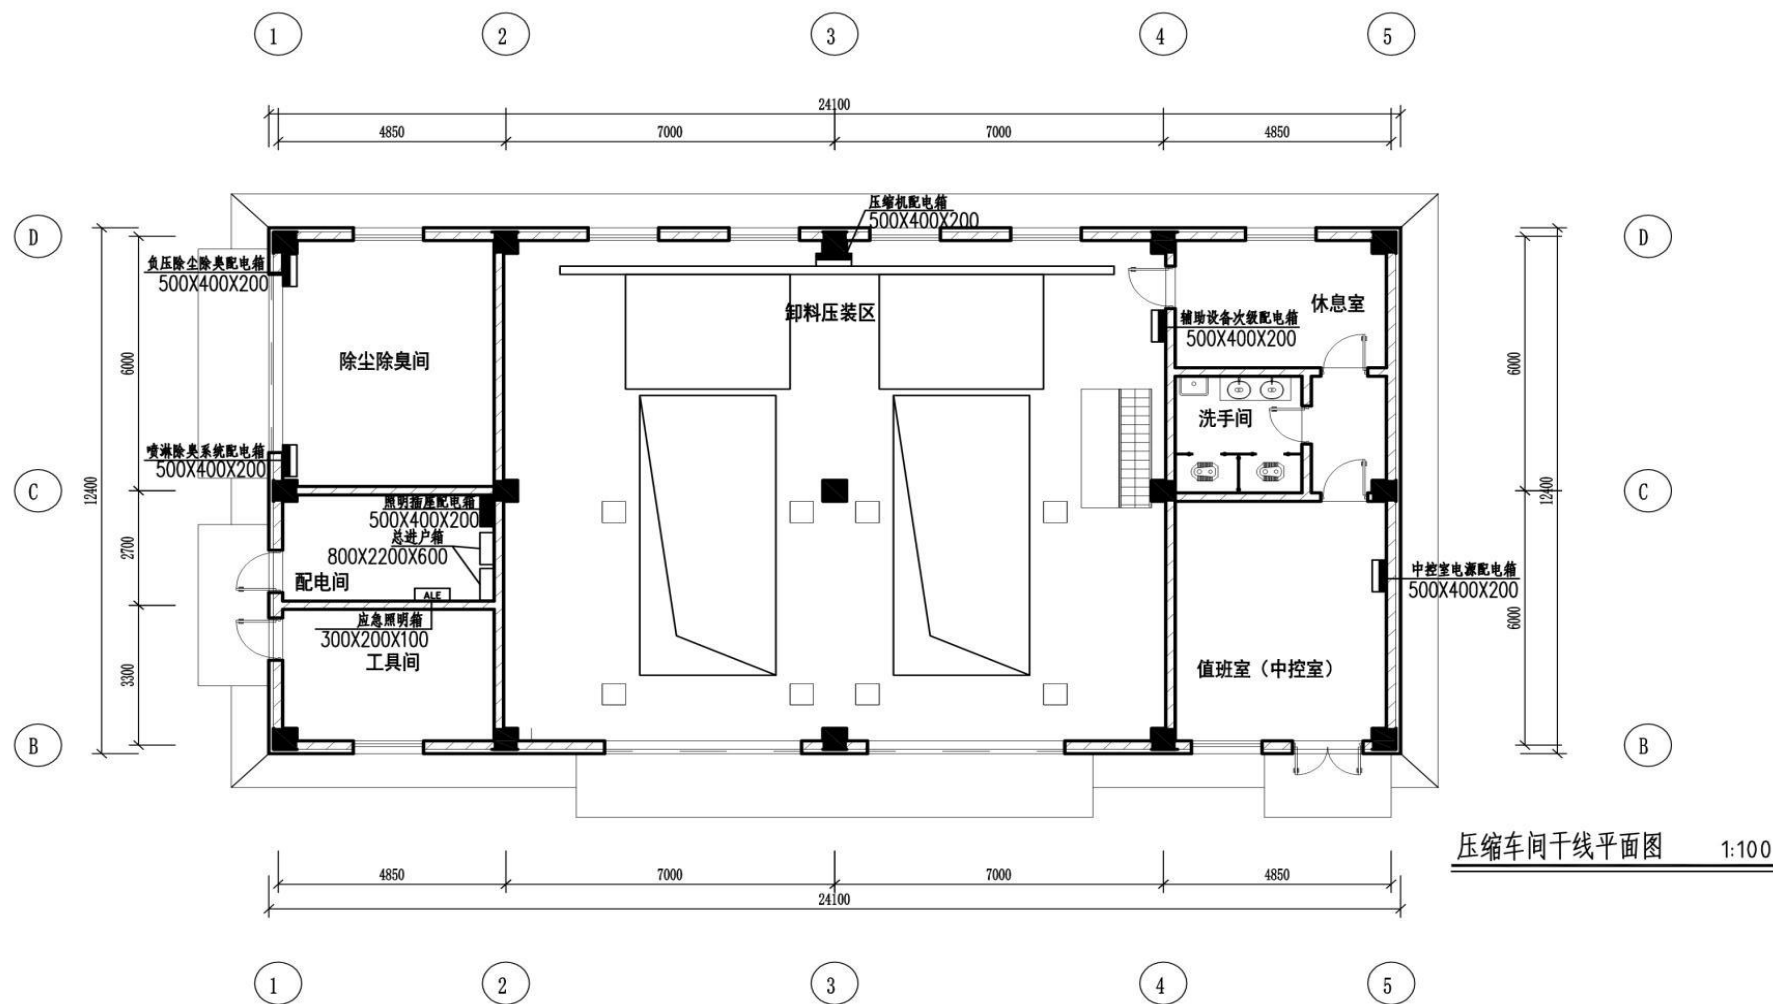 1
2
3
4
5
24100
4850
7000
7000
4850
D
D
压缩机配电箱
500X400X200
负压除尘除臭配电箱
500X400X200
卸料压装区
休息室
辅助设备次级配电箱
500X400X200
除尘除臭间
6000
6000
洗手间
喷淋除臭系统配电箱
500X400X200
C
12400
12400
C
照明插座配电箱
500X400X200
总进户箱
800X2200X600
2700
配电间
ALE
中控室电源配电箱
500X400X200
应急照明箱
300X200X100
6000
工具间
3300
值班室（中控室）
B
B
压缩车间干线平面图 1:100
4850
7000
7000
4850
24100
1
2
3
4
5